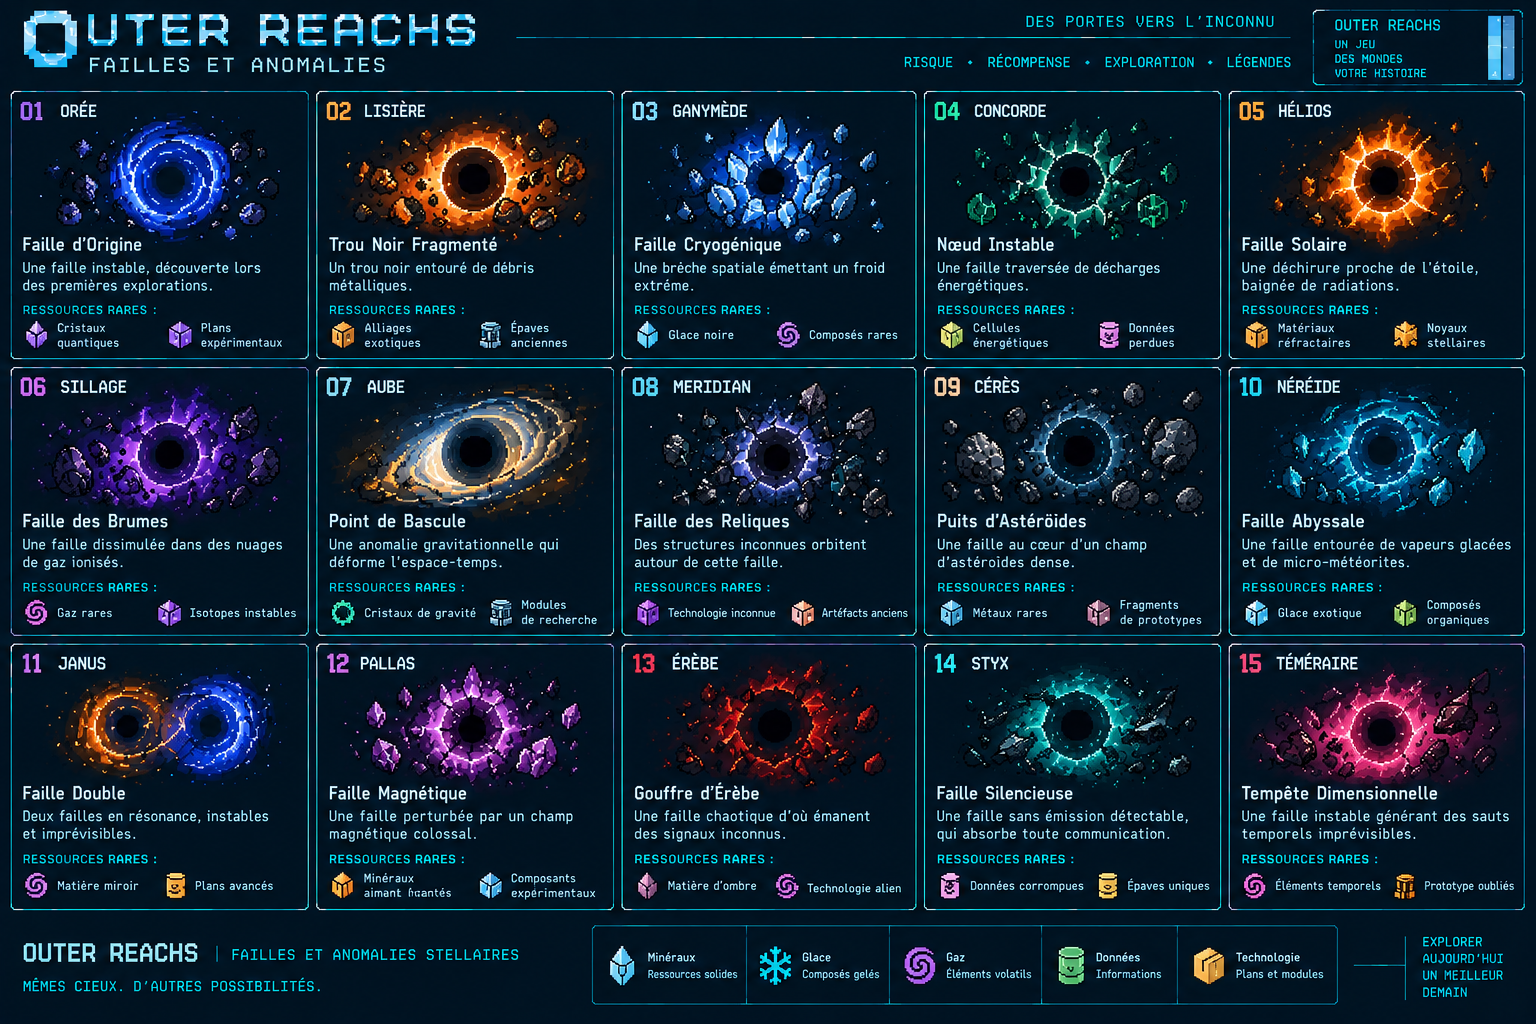 OUTER REACHS
FAILLES ET ANOMALIES
DES PORTES VERS L'INCONNU
RISQUE • RÉCOMPENSE • EXPLORATION • LÉGENDES
OUTER REACHS
UN JEU
DES MONDES
VOTRE HISTOIRE
01 ORÉE
Faille d'Origine
Une faille instable, découverte lors
des premières explorations.
RESSOURCES RARES :
Cristaux
quantiques
Plans
expérimentaux
02 LISIÈRE
Trou Noir Fragmenté
Un trou noir entouré de débris
métalliques.
RESSOURCES RARES :
Alliages
exotiques
Épaves
anciennes
03 GANYMÈDE
Faille Cryogénique
Une brèche spatiale émettant un froid
extréme.
RESSOURCES RARES :
Glace noire
Composés rares
04 CONCORDE
Nœud Instable
Une faille traversée de décharges
énergétiques.
RESSOURCES RARES :
Cellules
énergétiques
Données
perdues
05 HÉLIOS
Faille Solaire
Une déchirure proche de l'étoile,
baignée de radiations.
RESSOURCES RARES :
Matériaux
réfractaires
Noyaux
stellaires
06 SILLAGE
Faille des Brumes
Une faille dissimulée dans des nuages
de gaz ionisés.
RESSOURCES RARES :
Gaz rares
Isotopes instables
07 AUBE
Point de Bascule
Une anomalie gravitationnelle qui
déforme l'espace-temps.
RESSOURCES RARES :
Cristaux de gravité
Modules
de recherche
08 MERIDIAN
Faille des Reliques
Des structures inconnues orbitent
autour de cette faille.
RESSOURCES RARES :
Technologie inconnue
Artéfacts anciens
09 CÉRÈS
Puits d'Astéröides
Une faille au cœur d'un champ
d'astéroïdes dense.
RESSOURCES RARES :
Métaux rares
Fragments
de prototypes
10 NÉRÉIDE
Faille Abyssale
Une faille entourée de vapeurs glacées
et de micro-météorites.
RESSOURCES RARES :
Glace exotique
Composés
organiques
11 JANUS
Faille Double
Deux failles en résonance, instables
et imprévisibles.
RESSOURCES RARES :
Matière miroir
Plans avancés
12 PALLAS
Faille Magnétique
Une faille perturbée par un champ
magnétique colossal.
RESSOURCES RARES :
Minéraux
aimant
Composants
expérimentaux
13 ÉRÈBE
Gouffre d'Érèbe
Une faille chaotique d'où émanent
des signaux inconnus.
RESSOURCES RARES :
Matière d'ombre
Technologie alien
14 STYX
Faille Silencieuse
Une faille sans émission détectable,
qui absorbe toute communication.
RESSOURCES RARES :
Données corrompues
Épaves uniques
15 TÉMÉRAIRE
Tempête Dimensionnelle
Une faille instable générant des sauts
temporels imprévisibles.
RESSOURCES RARES :
Éléments temporels
Prototype oubliés
OUTER REACHS | FAILLES ET ANOMALIES STELLAIRES
MÊMES CIEUX. D'AUTRES POSSIBILITÉS.
Minéraux
Ressources solides
Glace
Composés gelés
Gaz
Éléments volatils
Données
Informations
Technologie
Plans et modules
EXPLORER
AUJOURD'HUI
UN MEILLEUR
DEMAIN